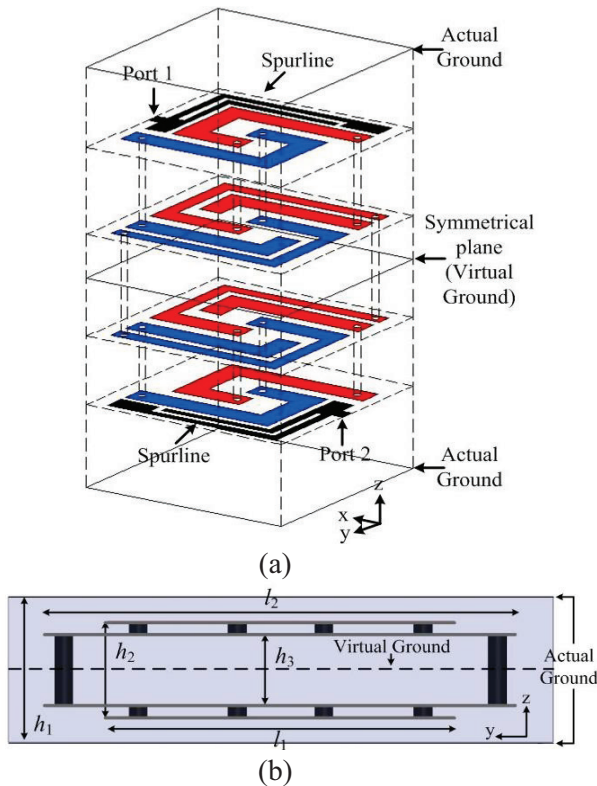 Actual
Ground
Spurline
Port 1
Symmetrical
plane
(Virtual
Ground)
Spurline
Port 2
Actual
Ground
z
x
y
(a)
l2
Virtual Ground
h2
h3
Actual
Ground
h1
z
y
l1
(b)